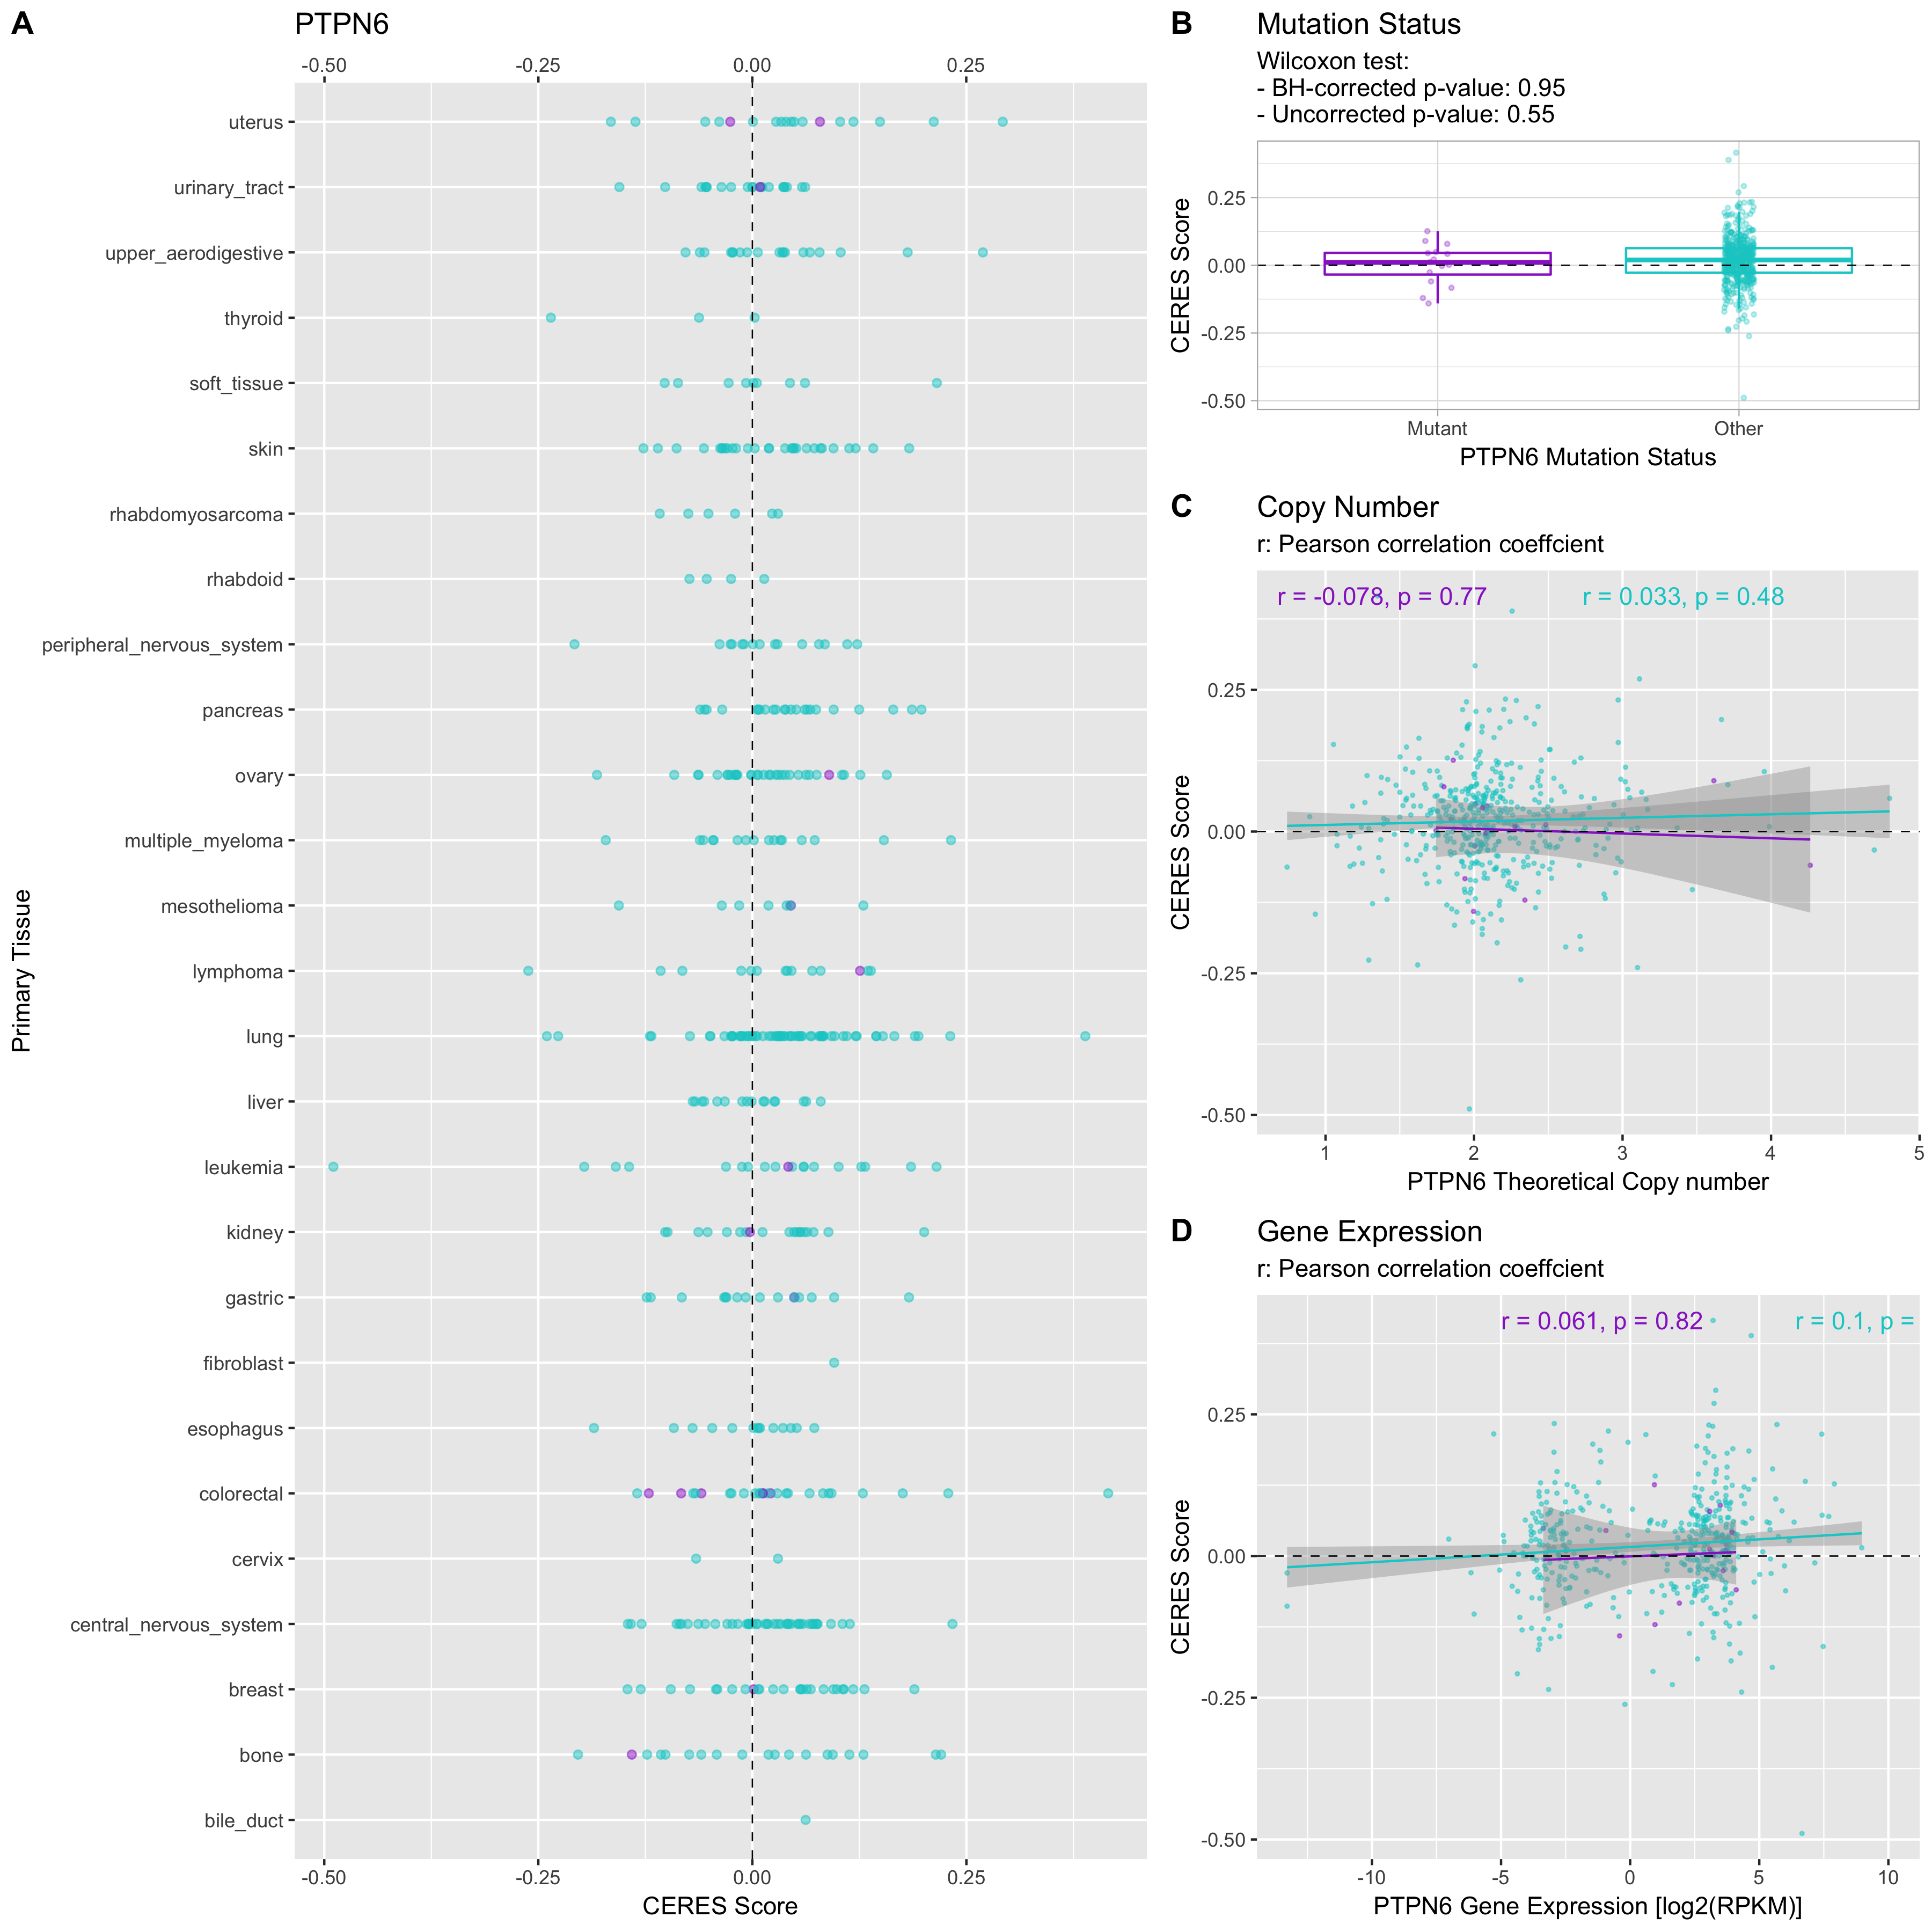 A
PTPN6
-0.50 -0.25 0.00 0.25
uterus
urinary_tract
upper_aerodigestive
thyroid
soft_tissue
skin
rhabdomyosarcoma
rhabdoid
peripheral_nervous_system
pancreas
ovary
multiple_myeloma
mesothelioma
lymphoma
lung
liver
leukemia
kidney
gastric
fibroblast
esophagus
colorectal
cervix
central_nervous_system
breast
bone
bile_duct
Primary Tissue
-0.50 -0.25 0.00 0.25
CERES Score
B
Mutation Status
Wilcoxon test:
- BH-corrected p-value: 0.95
- Uncorrected p-value: 0.55
CERES Score
0.25
0.00
-0.25
-0.50
Mutant Other
PTPN6 Mutation Status
C
Copy Number
r: Pearson correlation coeffcient
r = -0.078, p = 0.77 r = 0.033, p = 0.48
CERES Score
0.25
0.00
-0.25
-0.50
1 2 3 4 5
PTPN6 Theoretical Copy number
D
Gene Expression
r: Pearson correlation coeffcient
r = 0.061, p = 0.82 r = 0.1, p =
CERES Score
0.25
0.00
-0.25
-0.50
-10 -5 0 5 10
PTPN6 Gene Expression [log2(RPKM)]